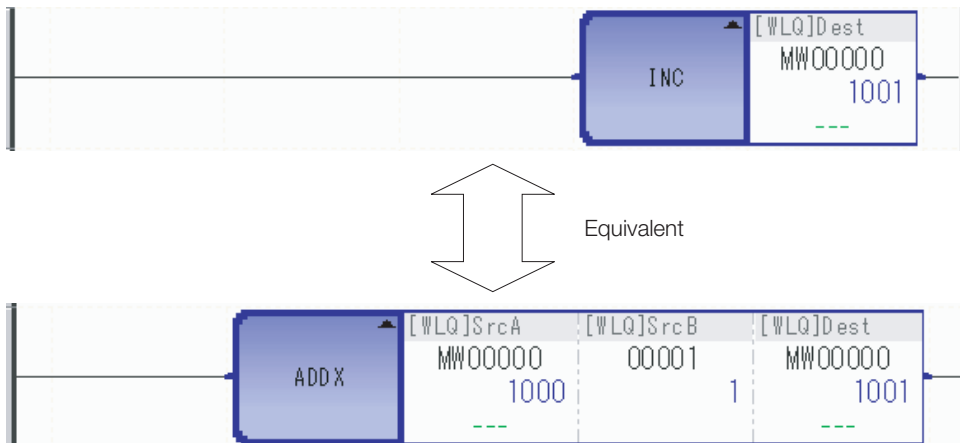 INC
[WLQ]Dest
MW00000
1001
---
Equivalent
ADDX
[WLQ]SrcA [WLQ]SrcB [WLQ]Dest
MW00000 00001 MW00000
1000 1 1001
--- ---